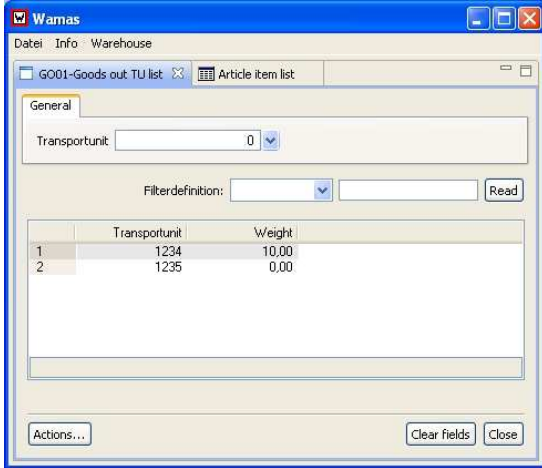 Wamas
Datei Info Warehouse
GO01-Goods out TU list Article item list
General
Transportunit 0
Filterdefinition: Read
Transportunit Weight
1 1234 10,00
2 1235 0,00
Actions... Clear fields Close